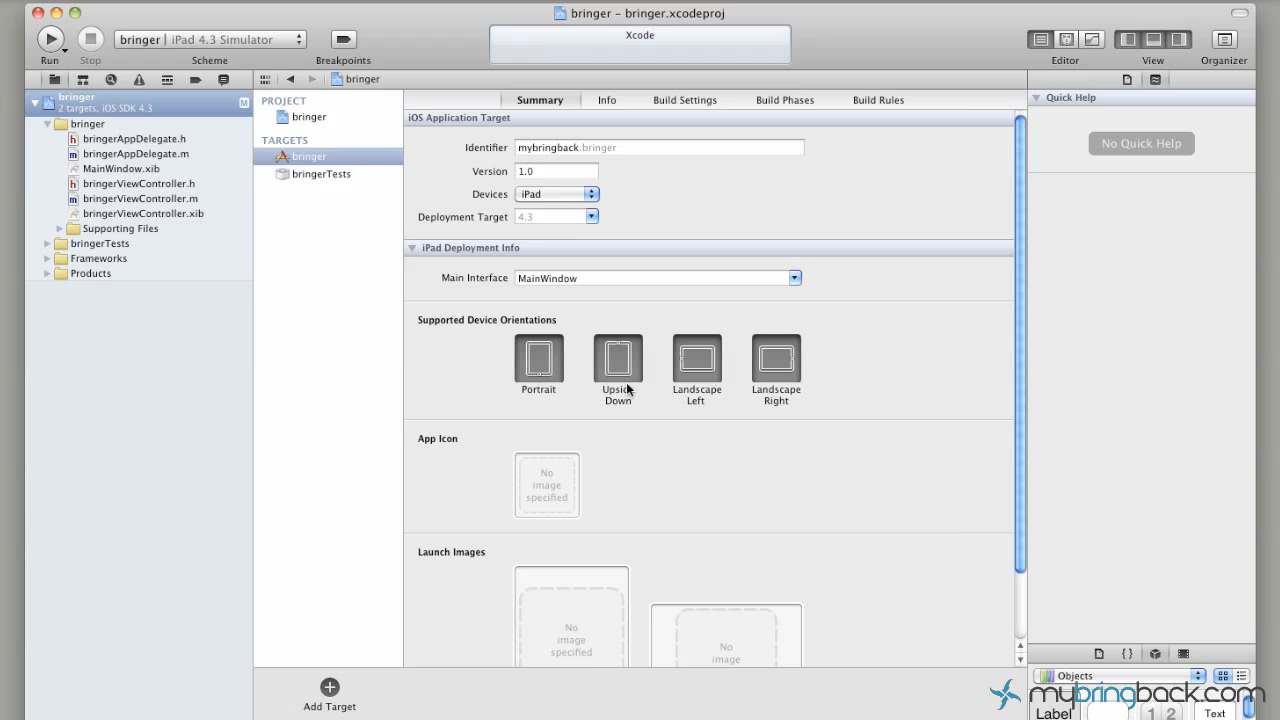 bringer – bringer.xcodeproj
bringer | iPad 4.3 Simulator
Xcode
Run
Stop
Scheme
Breakpoints
Editor
View
Organizer
bringer
bringer
2 targets, iOS SDK 4.3
M
bringer
h bringerAppDelegate.h
m bringerAppDelegate.m
MainWindow.xib
h bringerViewController.h
m bringerViewController.m
bringerViewController.xib
Supporting Files
bringerTests
Frameworks
Products
PROJECT
bringer
TARGETS
bringer
bringerTests
Summary
Info
Build Settings
Build Phases
Build Rules
iOS Application Target
Identifier mybringback.bringer
Version 1.0
Devices iPad
Deployment Target 4.3
iPad Deployment Info
Main Interface MainWindow
Supported Device Orientations
Portrait
Upside
Down
Landscape
Left
Landscape
Right
App Icon
No
image
specified
Launch Images
No
image
specified
No
image
Add Target
Quick Help
No Quick Help
{ }
Objects
Label
1 2
Text
mybringback.com